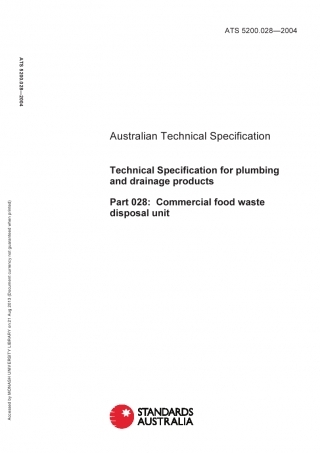 ATS 5200.028—2004
ATS 5200.028—2004
Australian Technical Specification
Technical Specification for plumbing
and drainage products
Part 028: Commercial food waste
disposal unit
Accessed by MONASH UNIVERSITY LIBRARY on 21 Aug 2013 (Document currency not guaranteed when printed)
STANDARDS
AUSTRALIA